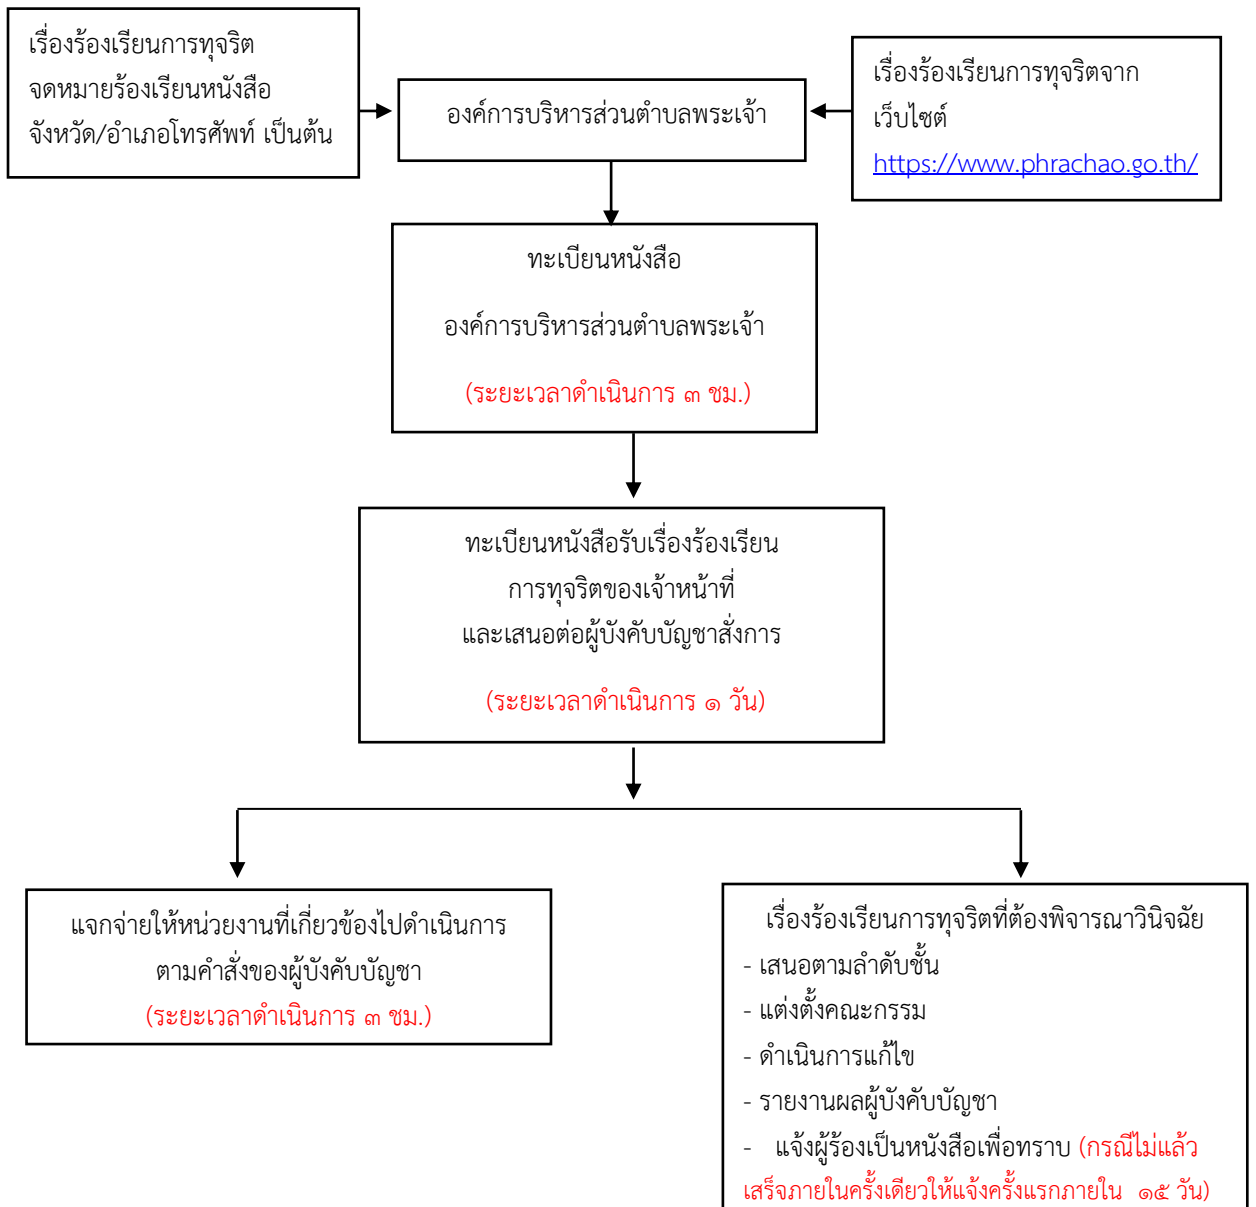 เรื่องร้องเรียนการทุจริต
จดหมายร้องเรียนหนังสือ
จังหวัด/อำเภอโทรศัพท์ เป็นต้น
องค์การบริหารส่วนตำบลพระเจ้า
เรื่องร้องเรียนการทุจริตจาก
เว็บไซต์
https://www.phrachao.go.th/
ทะเบียนหนังสือ
องค์การบริหารส่วนตำบลพระเจ้า
(ระยะเวลาดำเนินการ ๓ ชม.)
ทะเบียนหนังสือรับเรื่องร้องเรียน
การทุจริตของเจ้าหน้าที่
และเสนอต่อผู้บังคับบัญชาสั่งการ
(ระยะเวลาดำเนินการ ๑ วัน)
แจกจ่ายให้หน่วยงานที่เกี่ยวข้องไปดำเนินการ
ตามคำสั่งของผู้บังคับบัญชา
(ระยะเวลาดำเนินการ ๓ ชม.)
เรื่องร้องเรียนการทุจริตที่ต้องพิจารณาวินิจฉัย
- เสนอตามลำดับชั้น
- แต่งตั้งคณะกรรม
- ดำเนินการแก้ไข
- รายงานผลผู้บังคับบัญชา
- แจ้งผู้ร้องเป็นหนังสือเพื่อทราบ (กรณีไม่แล้ว
เสร็จภายในครั้งเดียวให้แจ้งครั้งแรกภายใน ๑๕ วัน)